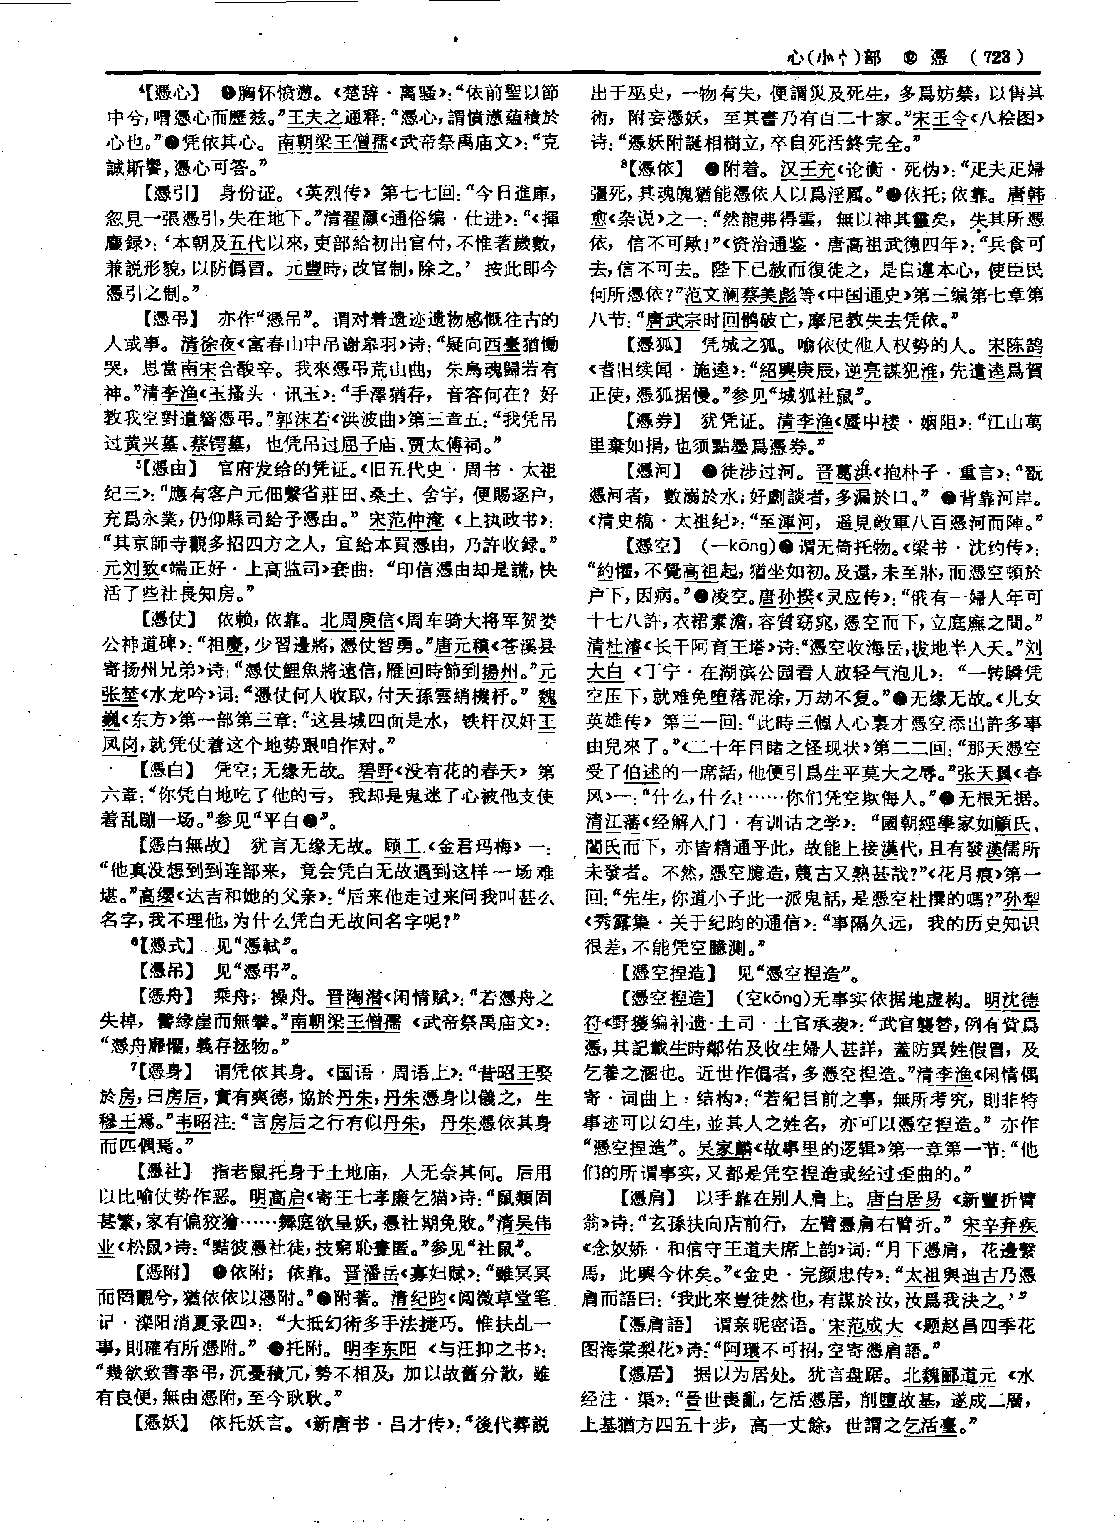 心(小忄)部 ⑫ 憑 (723)
⁴【憑心】 ❶胸怀愤懑。《楚辞·离骚》：“依前聖以節
中兮，喟憑心而歷玆。”王夫之通释：“憑心，謂憤懣蕴積於
心也。”❷凭依其心。南朝梁王僧孺《武帝祭禹庙文》：“克
誠斯響，憑心可答。”
【憑引】 身份证。《英烈传》第七七回：“今日進庫，
忽見一張憑引，失在地下。”清翟灝《通俗编·仕进》：“《揮
麈録》：‘本朝及五代以來，吏部給初出官付，不惟著歲數，
兼説形貌，以防僞冒。元豐時，改官制，除之。’按此即今
憑引之制。”
【憑弔】 亦作“憑吊”。谓对着遗迹遗物感慨往古的
人或事。清徐夜《富春山中吊谢皋羽》诗：“疑向西臺猶慟
哭，思當南宋合酸辛。我來憑弔荒山曲，朱鳥魂歸若有
神。”清李渔《玉搔头·讯玉》：“手澤猶存，音容何在？好
教我空對遺簪憑弔。”郭沫若《洪波曲》第三章五：“我凭吊
过黄兴墓、蔡锷墓，也凭吊过屈子庙、贾太傅祠。”
⁵【憑由】 官府发给的凭证。《旧五代史·周书·太祖
纪三》：“應有客户元佃繫省莊田、桑土、舍宇，便賜逐户，
充爲永業，仍仰縣司給予憑由。”宋范仲淹《上执政书》：
“其京師寺觀多招四方之人，宜給本貫憑由，乃許收録。”
元刘致《端正好·上高监司》套曲：“印信憑由却是謊，快
活了些社長知房。”
【憑仗】 依赖，依靠。北周庾信《周车骑大将军贺娄
公神道碑》：“祖慶，少習邊將，憑仗智勇。”唐元稹《苍溪县
寄扬州兄弟》诗：“憑仗鯉魚將遠信，雁回時節到揚州。”元
张埜《水龙吟》词：“憑仗何人收取，付天孫雲綃機杼。”魏
巍《东方》第一部第三章：“这县城四面是水，铁杆汉奸王
凤岗，就凭仗着这个地势跟咱作对。”
【憑白】 凭空；无缘无故。碧野《没有花的春天》第
六章：“你凭白地吃了他的亏，我却是鬼迷了心被他支使
着乱蹦一场。”参见“平白❶”。
【憑白無故】 犹言无缘无故。顾工《金君玛梅》一：
“他真没想到到连部来，竟会凭白无故遇到这样一场难
堪。”高缨《达吉和她的父亲》：“后来他走过来问我叫甚么
名字，我不理他，为什么凭白无故问名字呢？”
⁶【憑式】 见“憑軾”。
【憑吊】 见“憑弔”。
【憑舟】 乘舟；操舟。晋陶潜《闲情赋》：“若憑舟之
失棹，譬緣崖而無攀。”南朝梁王僧孺《武帝祭禹庙文》：
“憑舟靡懼，義存拯物。”
⁷【憑身】 谓凭依其身。《国语·周语上》：“昔昭王娶
於房，曰房后，實有爽德，協於丹朱，丹朱憑身以儀之，生
穆王焉。”韦昭注：“言房后之行有似丹朱，丹朱憑依其身
而匹偶焉。”
【憑社】 指老鼠托身于土地庙，人无奈其何。后用
以比喻仗势作恶。明高启《寄王七孝廉乞猫》诗：“鼠類固
甚繁，家有偏狡獪……舞庭欲呈妖，憑社期免敗。”清吴伟
业《松鼠》诗：“黠彼憑社徒，技窮恥晝匿。”参见“社鼠”。
【憑附】 ❶依附；依靠。晋潘岳《寡妇赋》：“雖冥冥
而罔覿兮，猶依依以憑附。”❷附著。清纪昀《阅微草堂笔
记·滦阳消夏录四》：“大抵幻術多手法捷巧。惟扶乩一
事，則確有所憑附。”❸托附。明李东阳《与汪抑之书》：
“幾欲致書奉弔，沉憂積冗，勢不相及，加以故舊分散，雖
有良便，無由憑附，至今耿耿。”
【憑妖】 依托妖言。《新唐书·吕才传》：“後代葬説
出于巫史，一物有失，便謂災及死生，多爲妨禁，以售其
術，附妄憑妖，至其書乃有百二十家。”宋王令《八桧图》
诗：“憑妖附誕相樹立，卒自死活終完全。”
⁸【憑依】 ❶附着。汉王充《论衡·死伪》：“疋夫疋婦
彊死，其魂魄猶能憑依人以爲淫厲。”❷依托；依靠。唐韩
愈《杂说》之一：“然龍弗得雲，無以神其靈矣，失其所憑
依，信不可歟！”《资治通鉴·唐高祖武德四年》：“兵食可
去，信不可去。陛下已赦而復徙之，是自違本心，使臣民
何所憑依？”范文澜蔡美彪等《中国通史》第三编第七章第
八节：“唐武宗时回鹘破亡，摩尼教失去凭依。”
【憑狐】 凭城之狐。喻依仗他人权势的人。宋陈鹄
《耆旧续闻·施逵》：“紹興庚辰，逆亮謀犯淮，先遣逵爲賀
正使，憑狐據慢。”参见“城狐社鼠”。
【憑券】 犹凭证。清李渔《蜃中楼·姻阻》：“江山萬
里棄如捐，也须點墨爲憑券。”
【憑河】 ❶徒涉过河。晋葛洪《抱朴子·重言》：“翫
憑河者，數溺於水；好劇談者，多漏於口。”❷背靠河岸。
《清史稿·太祖纪》：“至渾河，遥見敵軍八百憑河而陣。”
【憑空】 （—kōng）❶谓无倚托物。《梁书·沈约传》：
“約懼，不覺高祖起，猶坐如初。及還，未至牀，而憑空頓於
户下，因病。”❷凌空。唐孙揆《灵应传》：“俄有一婦人年可
十七八許，衣裙素澹，容質窈窕，憑空而下，立庭廡之間。”
清杜濬《长干阿育王塔》诗：“憑空收海岳，拔地半入天。”刘
大白《丁宁·在湖滨公园看人放轻气泡儿》：“一转瞬凭
空压下，就难免堕落泥涂，万劫不复。”❸无缘无故。《儿女
英雄传》第三一回：“此時三個人心裏才憑空添出許多事
由兒來了。”《二十年目睹之怪现状》第二二回：“那天憑空
受了伯述的一席話，他便引爲生平莫大之辱。”张天翼《春
风》一：“什么，什么！……你们凭空欺侮人。”❹无根无据。
清江藩《经解入门·有训诂之学》：“國朝經學家如顧氏、
閻氏而下，亦皆精通乎此，故能上接漢代，且有發漢儒所
未發者。不然，憑空臆造，蔑古又熟甚哉？”《花月痕》第一
回：“先生，你道小子此一派鬼話，是憑空杜撰的嗎？”孙犁
《秀露集·关于纪昀的通信》：“事隔久远，我的历史知识
很差，不能凭空臆测。”
【憑空捏造】 见“憑空揑造”。
【憑空揑造】 （空kōng）无事实依据地虚构。明沈德
符《野獲编补遗·土司·土官承袭》：“武官襲替，例有貲爲
憑，其記載生時鄰佑及收生婦人甚詳，蓋防異姓假冒，及
乞養之溷也。近世作僞者，多憑空揑造。”清李渔《闲情偶
寄·词曲上·结构》：“若紀目前之事，無所考究，則非特
事迹可以幻生，並其人之姓名，亦可以憑空揑造。”亦作
“憑空捏造”。吴家麟《故事里的逻辑》第一章第一节：“他
们的所谓事实，又都是凭空捏造或经过歪曲的。”
【憑肩】 以手靠在别人肩上。唐白居易《新豐折臂
翁》诗：“玄孫扶向店前行，左臂憑肩右臂折。”宋辛弃疾
《念奴娇·和信守王道夫席上韵》词：“月下憑肩，花邊繫
馬，此興今休矣。”《金史·完颜忠传》：“太祖與迪古乃憑
肩而語曰：‘我此來豈徒然也，有謀於汝，汝爲我決之。’”
【憑肩語】 谓亲昵密语。宋范成大《题赵昌四季花
图海棠梨花》诗：“阿環不可招，空寄憑肩語。”
【憑居】 据以为居处。犹言盘踞。北魏郦道元《水
经注·渠》：“晉世喪亂，乞活憑居，削墮故基，遂成二層，
上基猶方四五十步，高一丈餘，世謂之乞活臺。”